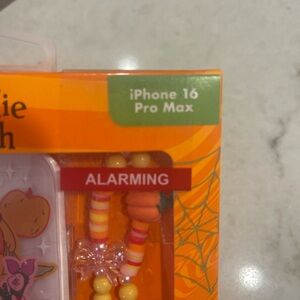 iPhone 16
Pro Max
ie
h
ALARMING